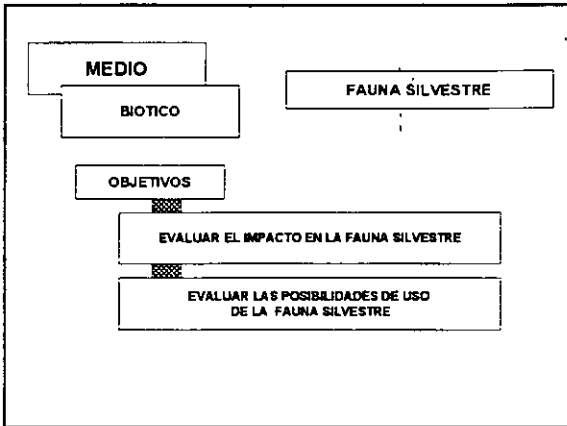 MEDIO
BIOTICO
FAUNA SILVESTRE
OBJETIVOS
EVALUAR EL IMPACTO EN LA FAUNA SILVESTRE
EVALUAR LAS POSIBILIDADES DE USO
DE LA FAUNA SILVESTRE